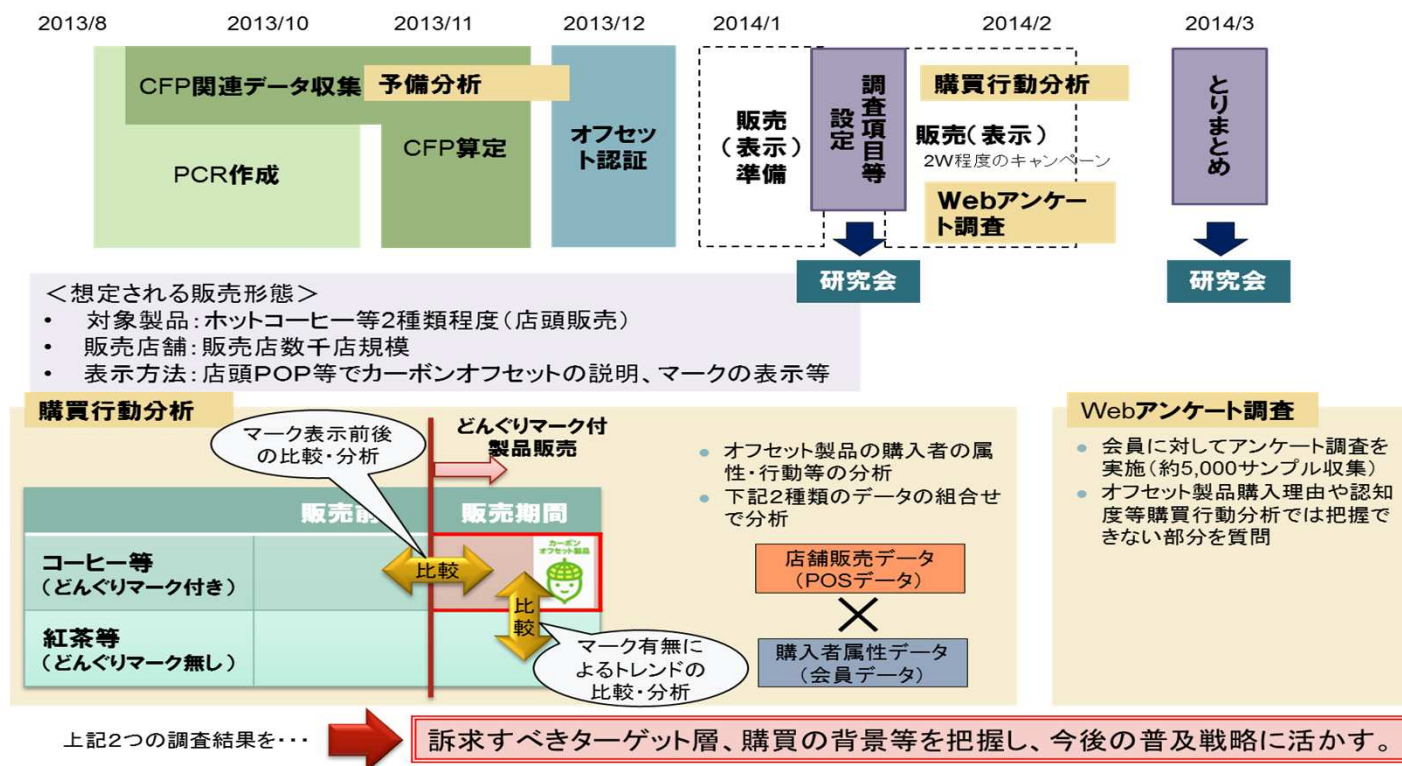 2013/8
2013/10
2013/11
2013/12
2014/1
2014/2
2014/3
CFP関連データ収集
予備分析
PCR作成
CFP算定
オフセッ
ト認証
販売
(表示)
準備
調査項目等
設定
購買行動分析
販売(表示)
2W程度のキャンペーン
Webアンケー
ト調査
とりまとめ
研究会
研究会
<想定される販売形態>
• 対象製品:ホットコーヒー等2種類程度(店頭販売)
• 販売店舗:販売店数千店規模
• 表示方法:店頭POP等でカーボンオフセットの説明、マークの表示等
購買行動分析
マーク表示前後
の比較・分析
どんぐりマーク付
製品販売
販売前
販売期間
コーヒー等
(どんぐりマーク付き)
比較
カーボン
オフセット製品
比
較
紅茶等
(どんぐりマーク無し)
マーク有無に
よるトレンドの
比較・分析
• オフセット製品の購入者の属
性・行動等の分析
• 下記2種類のデータの組合せ
で分析
店舗販売データ
(POSデータ)
購入者属性データ
(会員データ)
Webアンケート調査
• 会員に対してアンケート調査を
実施(約5,000サンプル収集)
• オフセット製品購入理由や認知
度等購買行動分析では把握で
きない部分を質問
上記2つの調査結果を・・・
訴求すべきターゲット層、購買の背景等を把握し、今後の普及戦略に活かす。